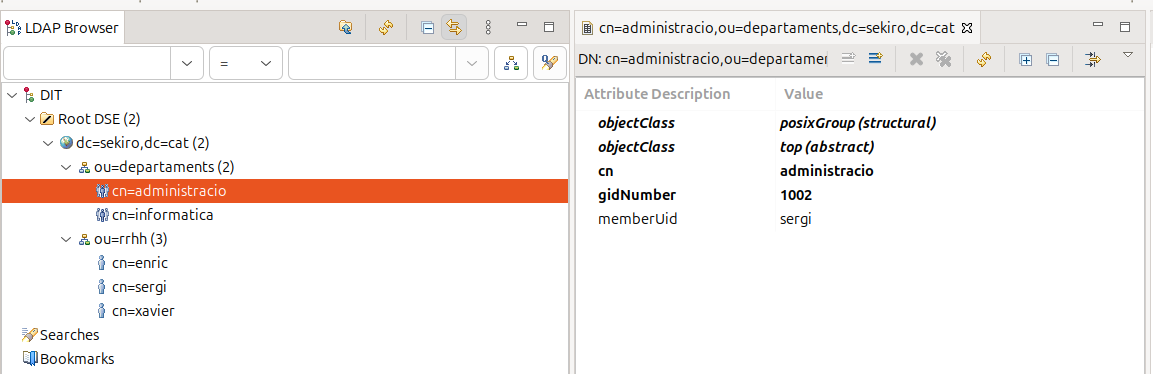 LDAP Browser
=
DIT
Root DSE (2)
dc=sekiro,dc=cat (2)
ou=departaments (2)
cn=administracio
cn=informatica
ou=rrhh (3)
cn=enric
cn=sergi
cn=xavier
Searches
Bookmarks
cn=administracio,ou=departaments,dc=sekiro,dc=cat
DN: cn=administracio,ou=departamen
Attribute Description Value
objectClass posixGroup (structural)
objectClass top (abstract)
cn administracio
gidNumber 1002
memberUid sergi